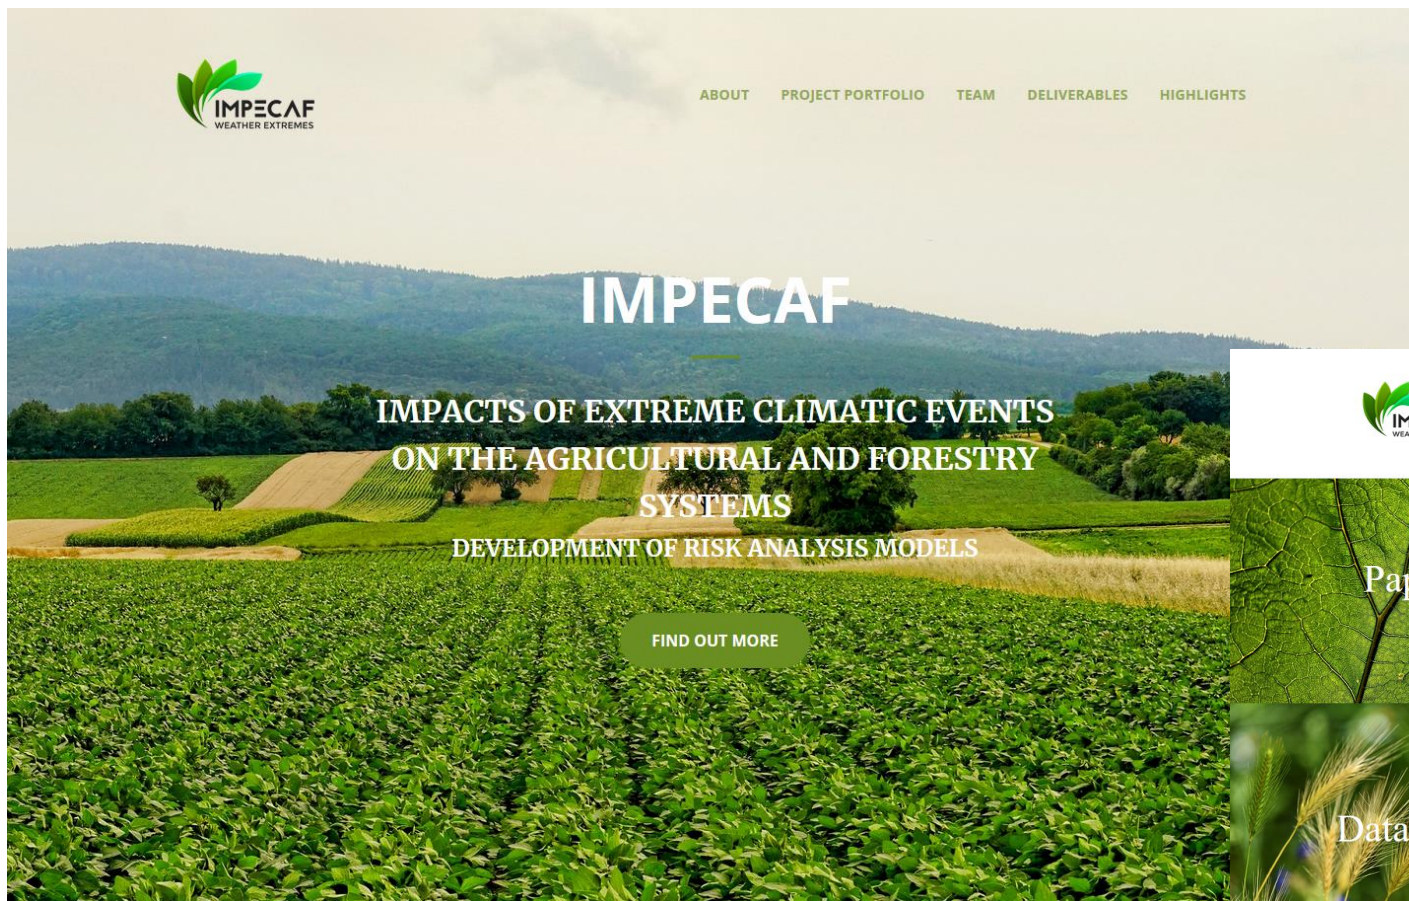 IMPECAF
WEATHER EXTREMES
ABOUT
PROJECT PORTFOLIO
TEAM
DELIVERABLES
HIGHLIGHTS
IMPECAF
IMPACTS OF EXTREME CLIMATIC EVENTS
ON THE AGRICULTURAL AND FORESTRY
SYSTEMS
DEVELOPMENT OF RISK ANALYSIS MODELS
FIND OUT MORE
Data